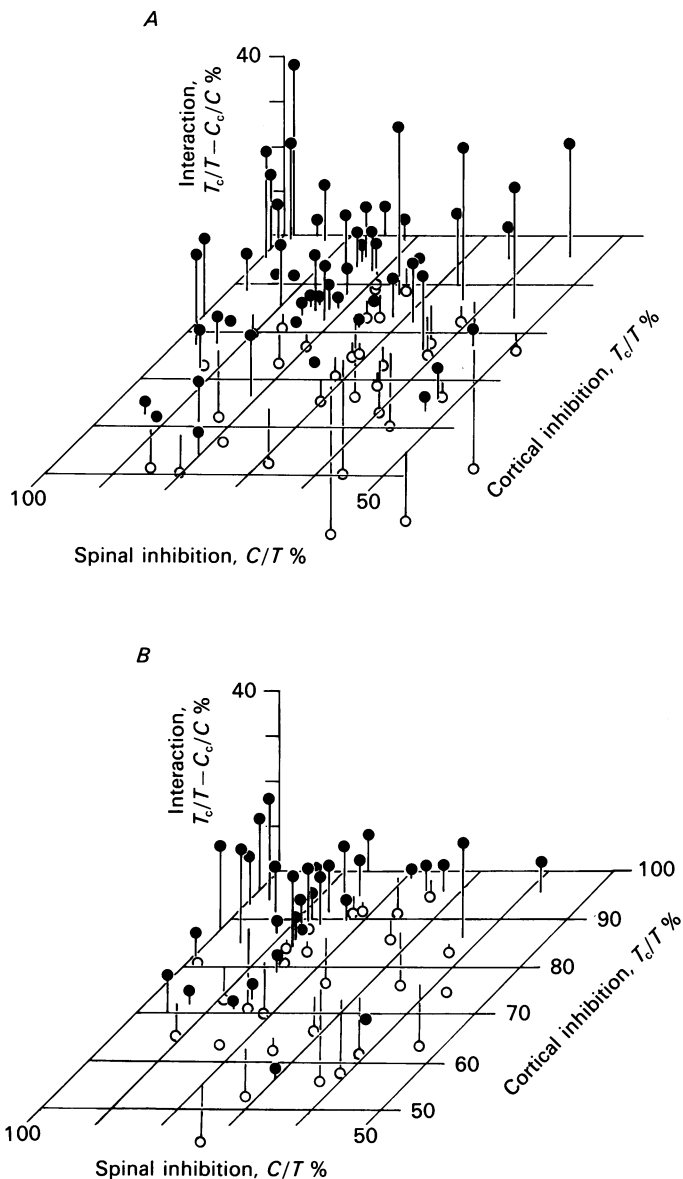 A
40
Interaction,
Tc/T – Cc/C %
Cortical inhibition, Tc/T %
100
50
Spinal inhibition, C/T %
B
40
Interaction,
Tc/T – Cc/C %
100
90
80
70
60
50
Cortical inhibition, Tc/T %
100
50
Spinal inhibition, C/T %